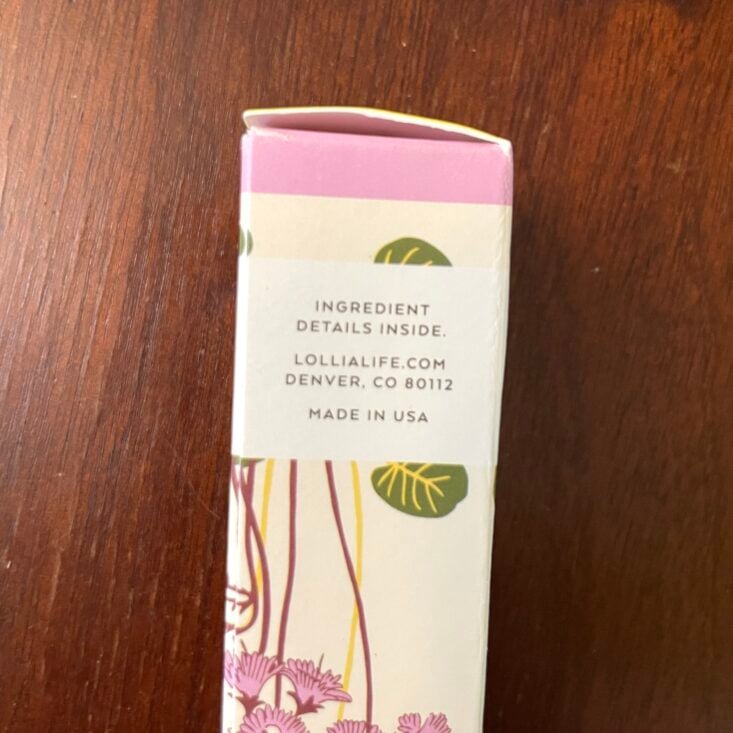 INGREDIENT
DETAILS INSIDE.
LOLLIALIFE.COM
DENVER, CO 80112
MADE IN USA